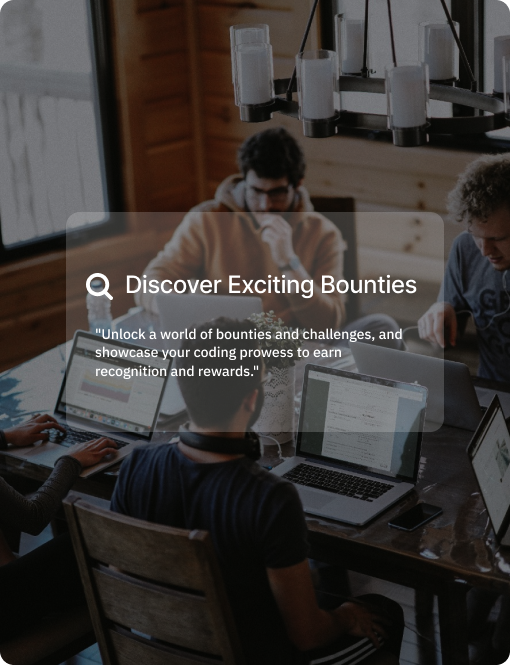 Discover Exciting Bounties
"Unlock a world of bounties and challenges, and
showcase your coding prowess to earn
recognition and rewards."